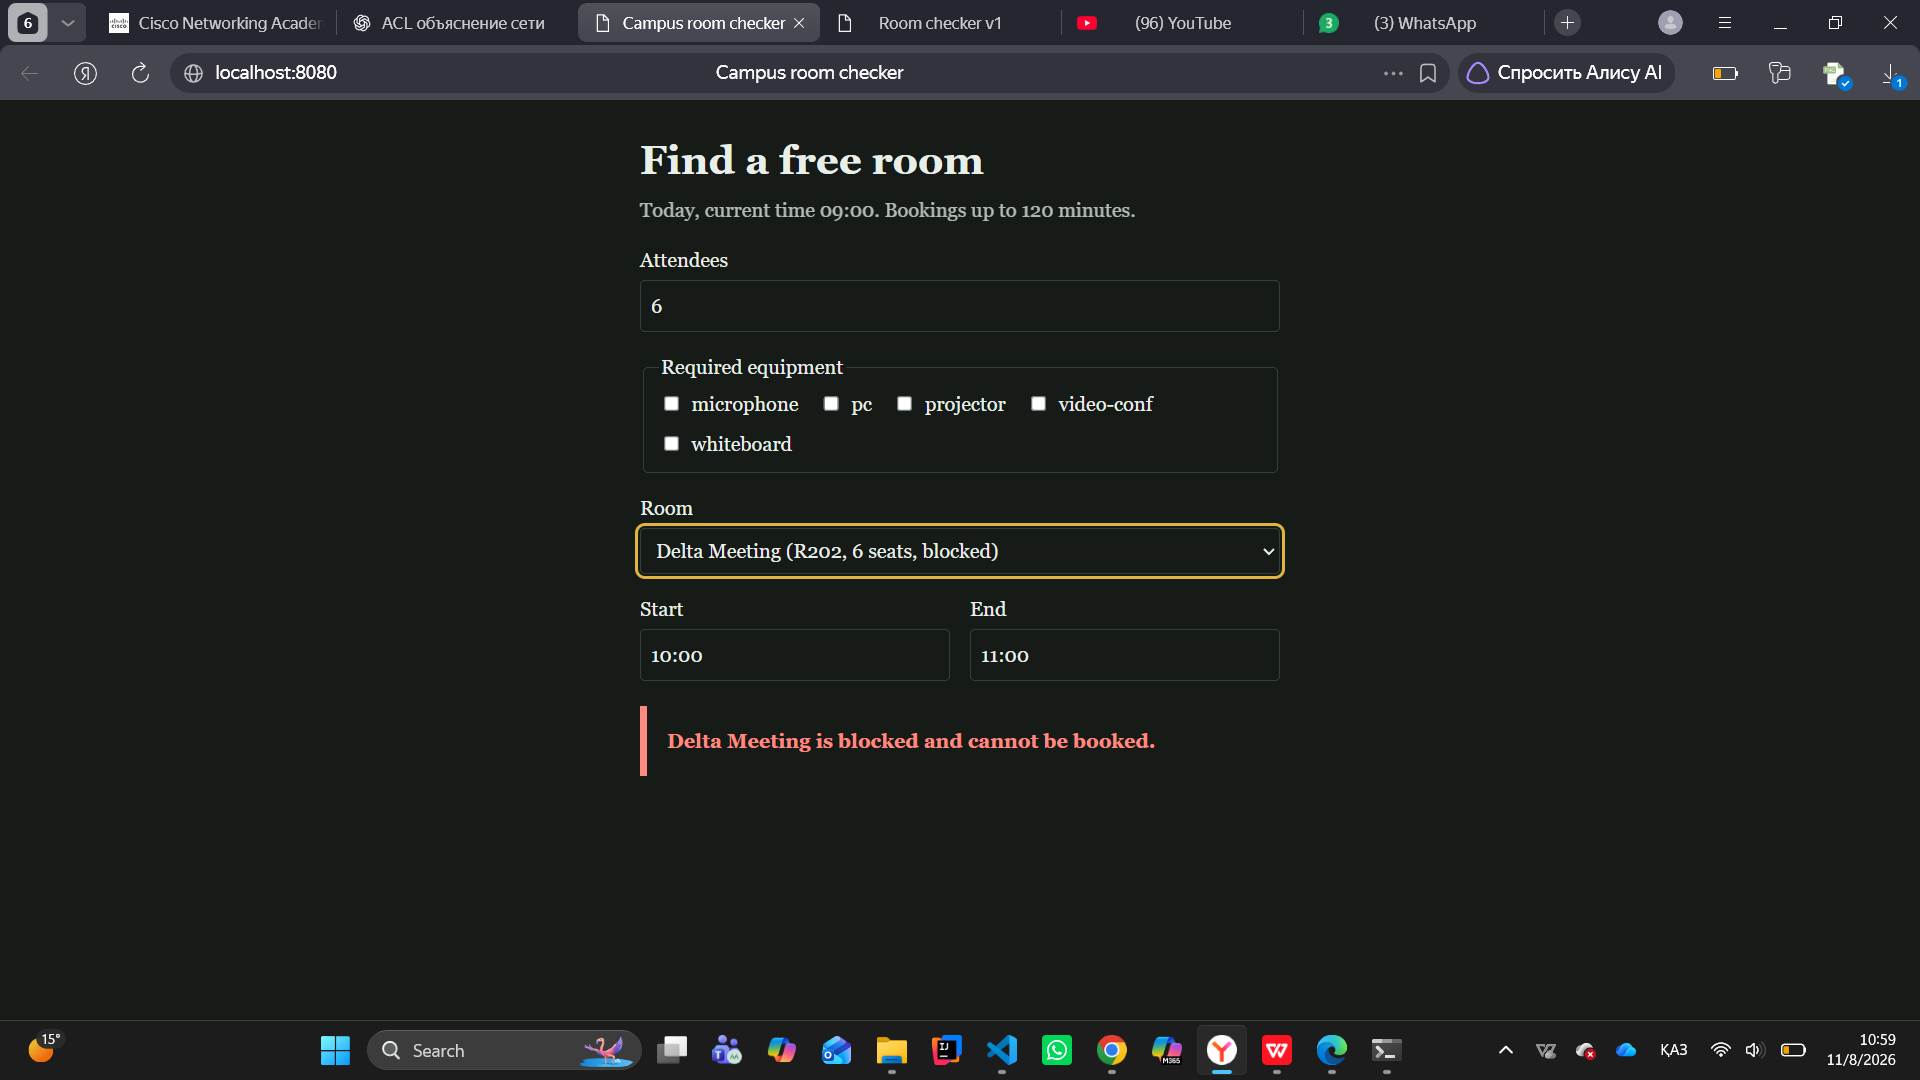 6
Cisco Networking Academ
ACL объяснение сети
Campus room checker
Room checker v1
(96) YouTube
3
(3) WhatsApp
Я
localhost:8080
Campus room checker
Спросить Алису AI
1
Find a free room
Today, current time 09:00. Bookings up to 120 minutes.
Attendees
6
Required equipment
microphone
pc
projector
video-conf
whiteboard
Room
Delta Meeting (R202, 6 seats, blocked)
Start
End
10:00
11:00
Delta Meeting is blocked and cannot be booked.
15°
Search
M365
ҚАЗ
10:59
11/8/2026